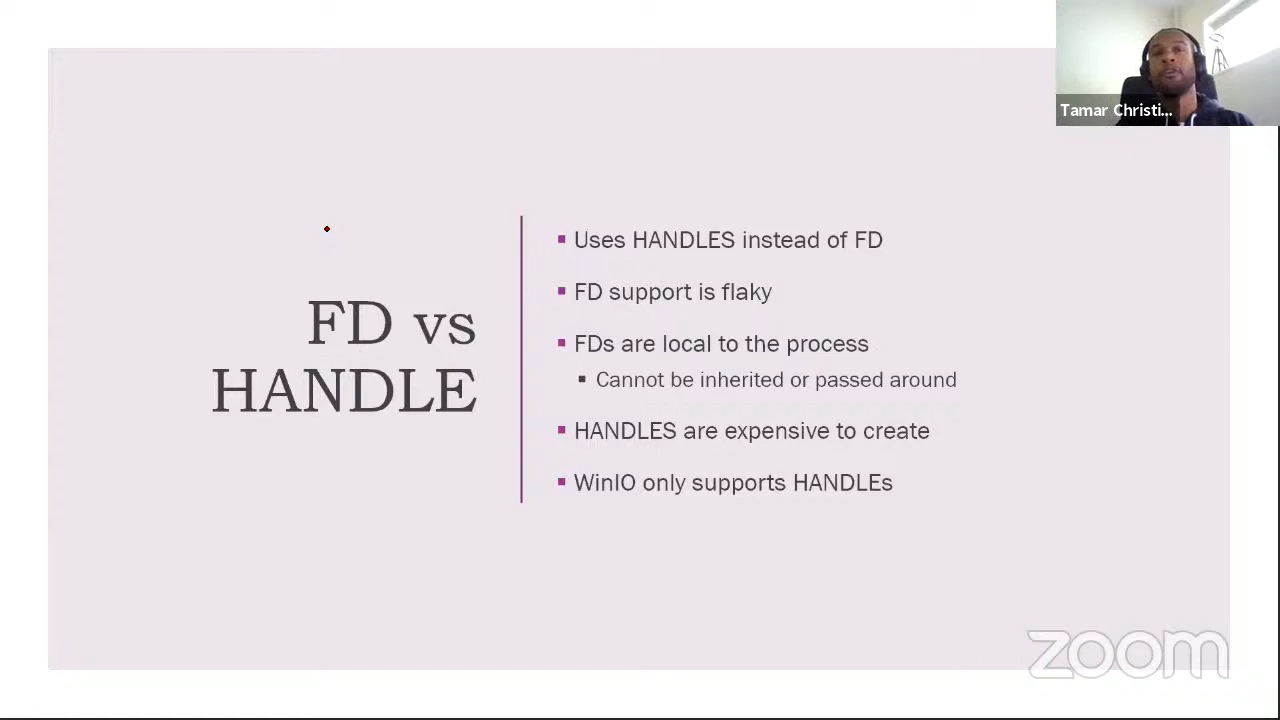 Tamar Christi...
FD vs
HANDLE
Uses HANDLES instead of FD
FD support is flaky
FDs are local to the process
Cannot be inherited or passed around
HANDLES are expensive to create
WinIO only supports HANDLEs
zoom